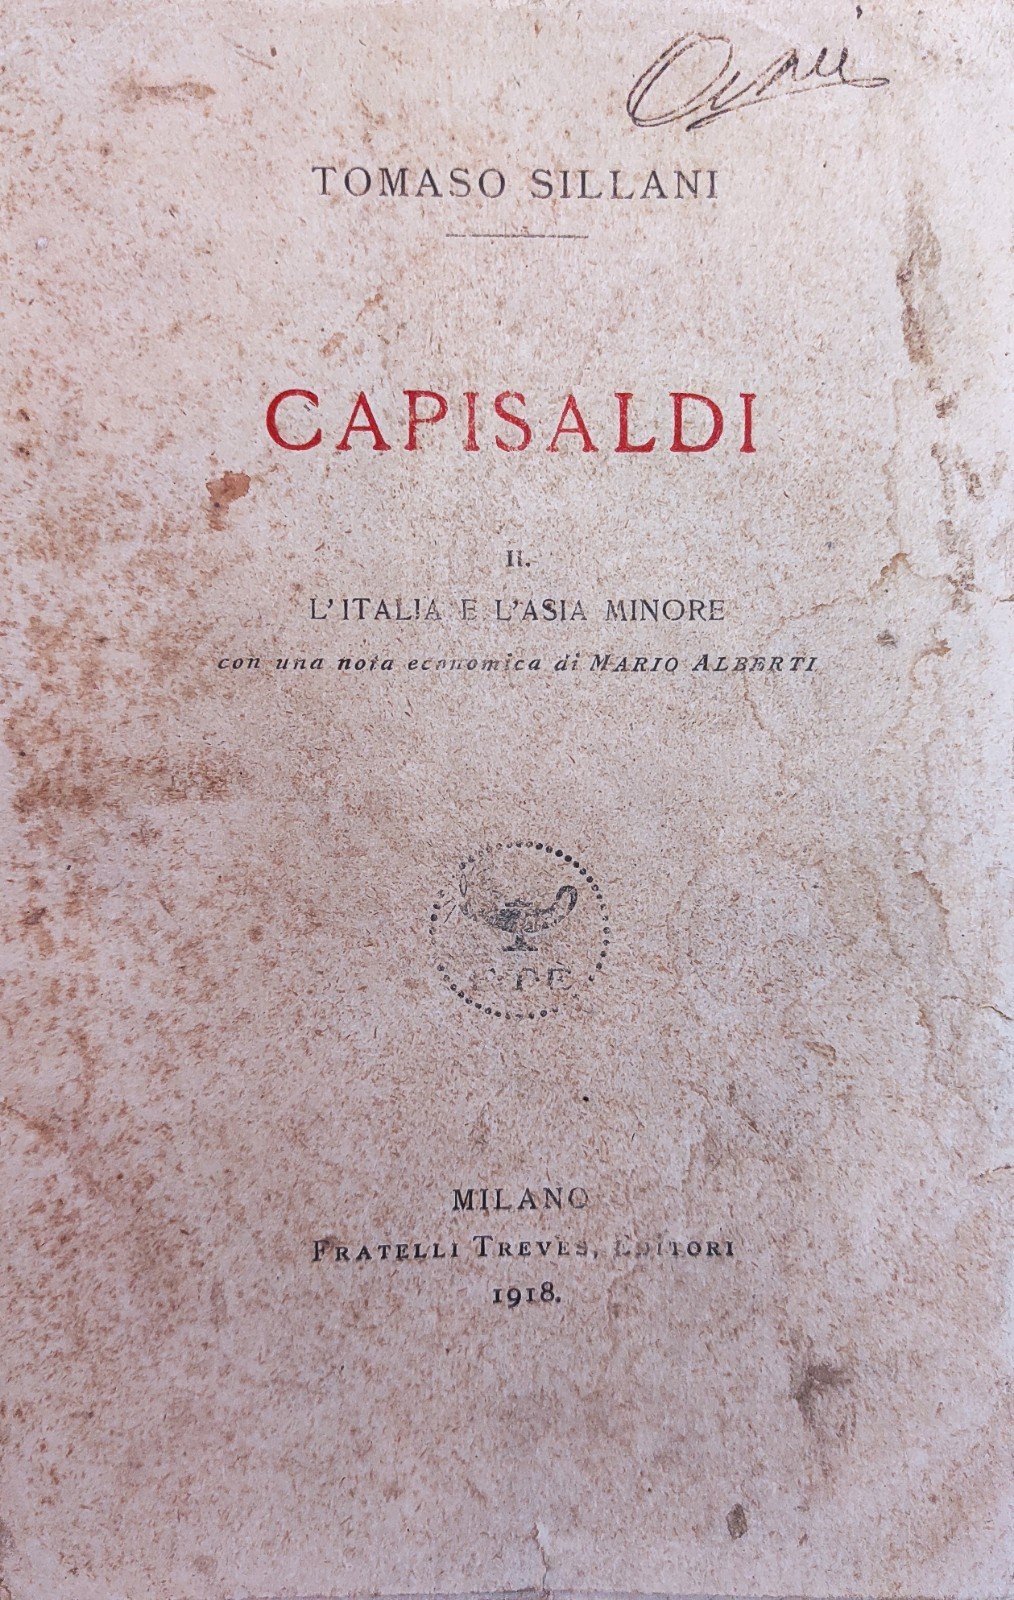 TOMASO SILLANI
CAPISALDI
II.
L'ITALIA E L'ASIA MINORE
con una nota economica di MARIO ALBERTI
MILANO
FRATELLI TREVES, EDITORI
1918.